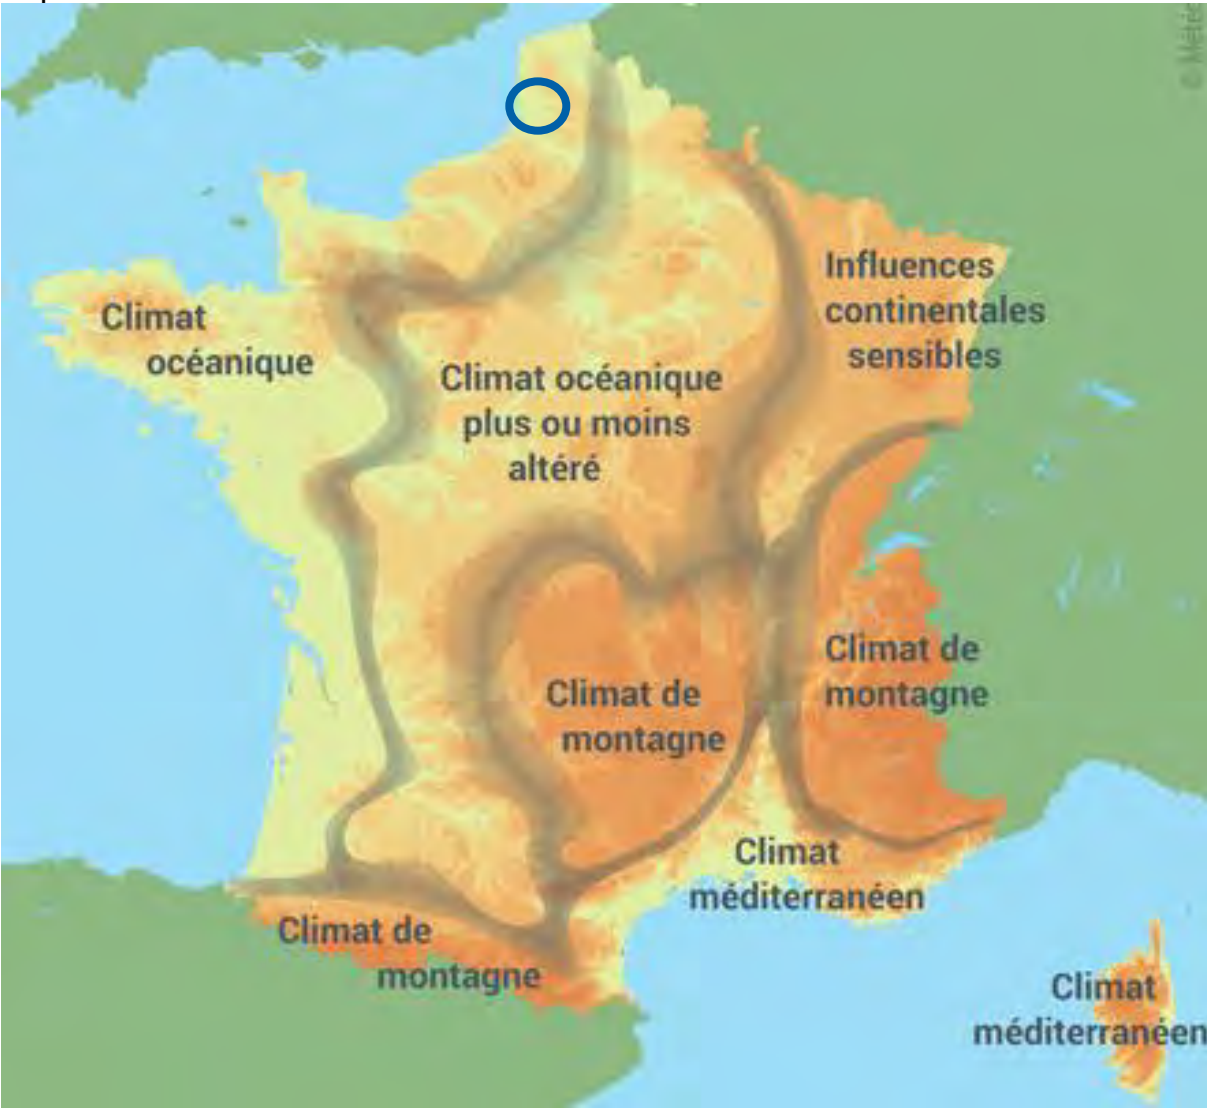 © Mété
Influences
continentales
sensibles
Climat
océanique
Climat océanique
plus ou moins
altéré
Climat de
montagne
Climat de
montagne
Climat
méditerranéen
Climat de
montagne
Climat
méditerranéen